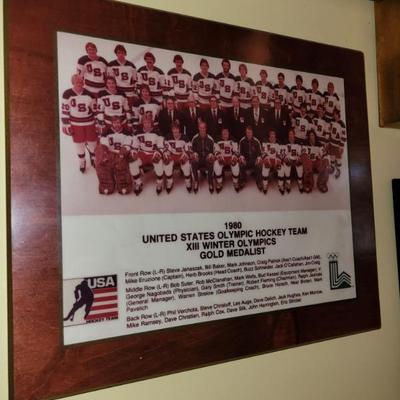 1980
UNITED STATES OLYMPIC HOCKEY TEAM
XIII WINTER OLYMPICS
GOLD MEDALIST
Front Row (L-R) Steve Janaszak, Bill Baker, Mark Johnson, Craig Patrick (Ass't Coach/Ass't GM),
Mike Eruzione (Captain), Herb Brooks (Head Coach), Buzz Schneider, Jack O'Callahan, Jim Craig
Middle Row (L-R) Bob Suter, Rob McClanahan, Mark Wells, Bud Kessel (Equipment Manager), V
George Nagobads (Physician), Gary Smith (Trainer), Robert Fleming (Chairman), Ralph Jasinski
(General Manager), Warren Strelow (Goalkeeping Coach), Bruce Horsch, Neal Broten, Mark
Pavelich
Back Row (L-R) Phil Verchota, Steve Christoff, Les Auge, Dave Delich, Jack Hughes, Ken Morrow,
Mike Ramsey, Dave Christian, Ralph Cox, Dave Silk, John Harrington, Eric Strobel
USA
HOCKEY TEAM